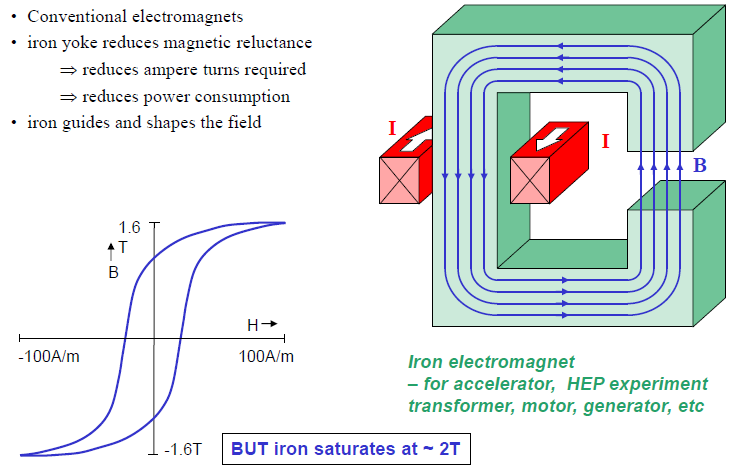 • Conventional electromagnets
• iron yoke reduces magnetic reluctance
⇒ reduces ampere turns required
⇒ reduces power consumption
• iron guides and shapes the field
I
I
B
1.6
T
B
H
-100A/m
100A/m
-1.6T
Iron electromagnet
– for accelerator, HEP experiment
transformer, motor, generator, etc
BUT iron saturates at ~ 2T